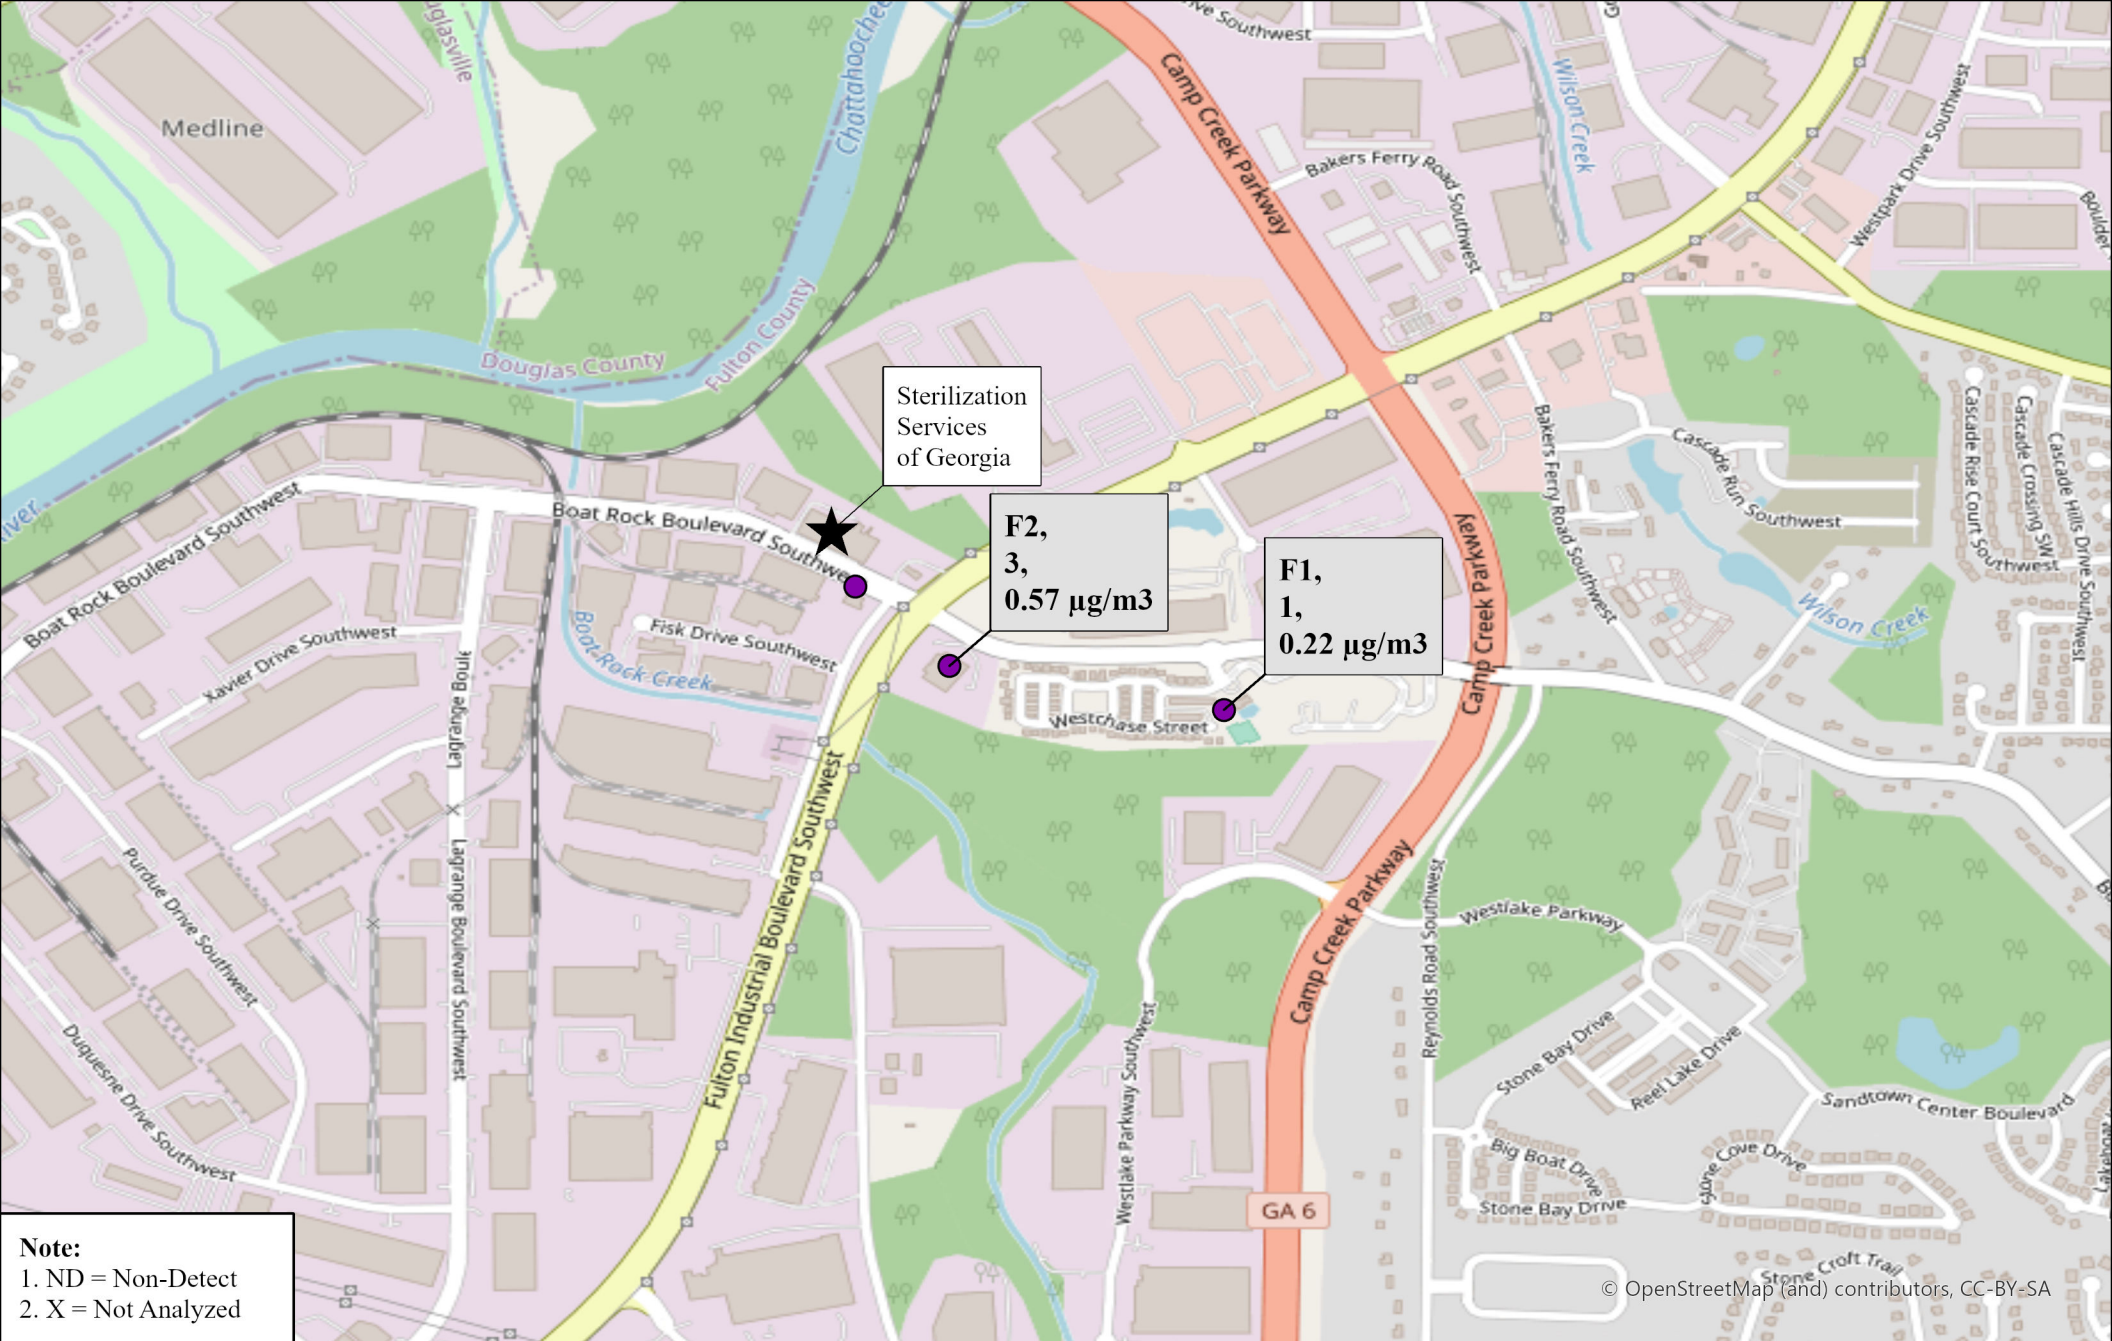 Medline
Chattahoochee
Douglas County
Fulton County
Camp Creek Parkway
Bakers Ferry Road Southwest
Wilson Creek
Westpark Drive Southwest
Sterilization
Services
of Georgia
F2,
3,
0.57 µg/m3
F1,
1,
0.22 µg/m3
Boat Rock Boulevard Southwest
Boat Rock Boulevard Southwe
Xavier Drive Southwest
Fisk Drive Southwest
Boat Rock Creek
Westchase Street
Camp Creek Parkway
Bakers Ferry Road Southwest
Cascade Run Southwest
Cascade Rise Court Southwest
Cascade Crossing SW
Cascade Hills Drive Southwest
Wilson Creek
Lagrange Boulevard Southwest
Purdue Drive Southwest
Duquesne Drive Southwest
Fulton Industrial Boulevard Southwest
Westlake Parkway Southwest
Camp Creek Parkway
Reynolds Road Southwest
Westlake Parkway
Stone Bay Drive
Reel Lake Drive
Sandtown Center Boulevard
Big Boat Drive
Stone Cove Drive
Stone Bay Drive
GA 6
Stone Croft Trail
Note:
1. ND = Non-Detect
2. X = Not Analyzed
© OpenStreetMap (and) contributors, CC-BY-SA